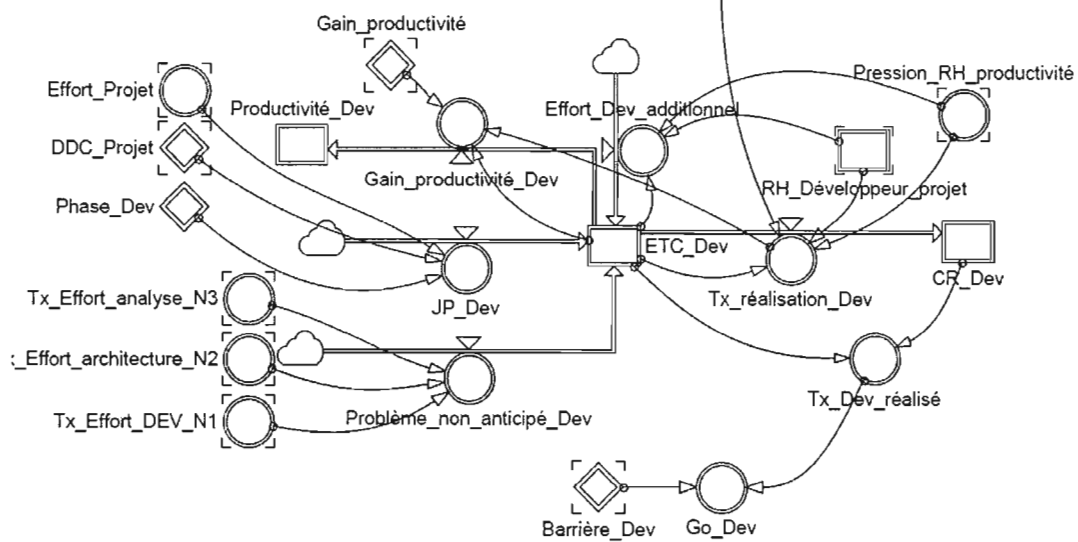 Gain_productivité
Effort_Projet
Pression_RH_productivité
Productivité_Dev
Effort_Dev_additionnel
DDC_Projet
Gain_productivité_Dev
RH_Développeur_projet
Phase_Dev
ETC_Dev
CR_Dev
Tx_Effort_analyse_N3
JP_Dev
Tx_réalisation_Dev
:_Effort_architecture_N2
Tx_Dev_réalisé
Tx_Effort_DEV_N1
Problème_non_anticipé_Dev
Barrière_Dev
Go_Dev